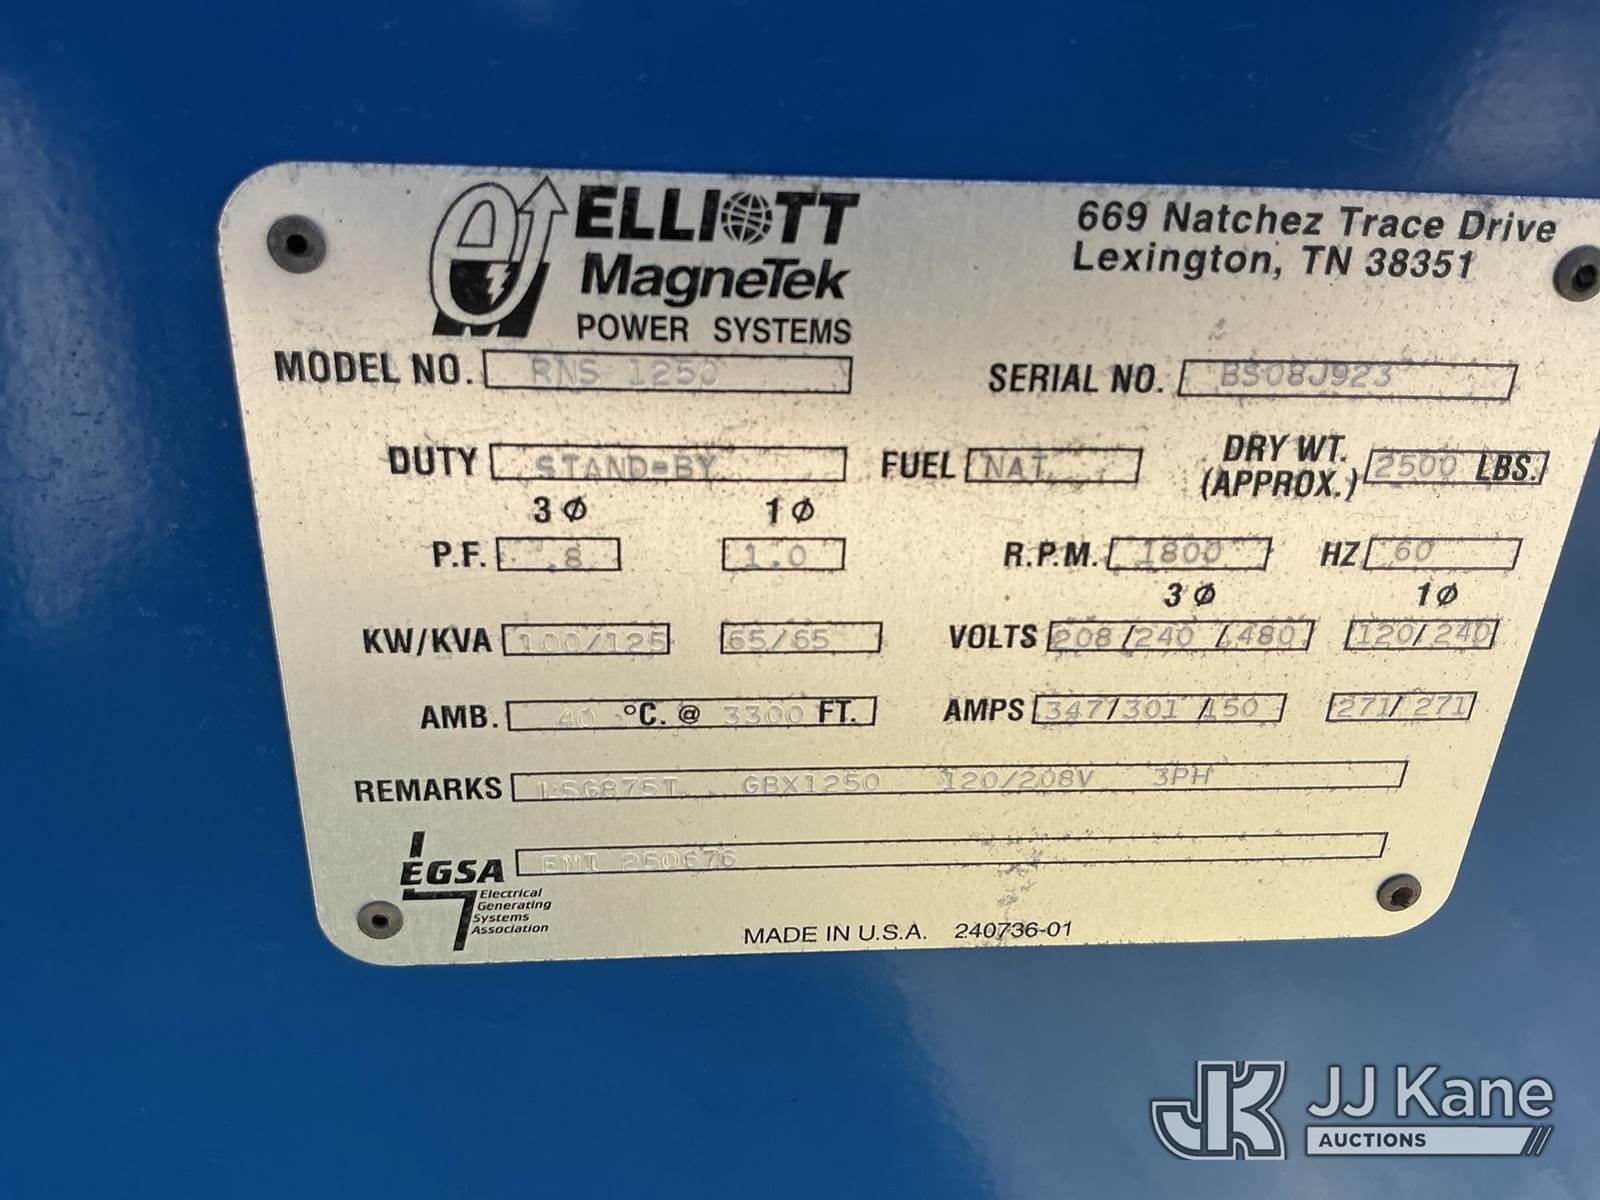 ELLIOTT
MagneTek
POWER SYSTEMS
669 Natchez Trace Drive
Lexington, TN 38351
MODEL NO. RNS 1250
SERIAL NO. BS08J923
DUTY STAND-BY
FUEL NAT
DRY WT. (APPROX.) 2500 LBS.
3Ø 1Ø
P.F. .8 1.0
R.P.M. 1800 HZ 60
3Ø 1Ø
KW/KVA 100/125 65/65
VOLTS 208/240/480 120/240
AMB. 40 °C. @ 3300 FT.
AMPS 347/301/150 271/271
REMARKS LSG875T GBX1250 120/208V 3PH
EGSA 250676
Electrical
Generating
Systems
Association
MADE IN U.S.A. 240736-01
JK JJ Kane
AUCTIONS